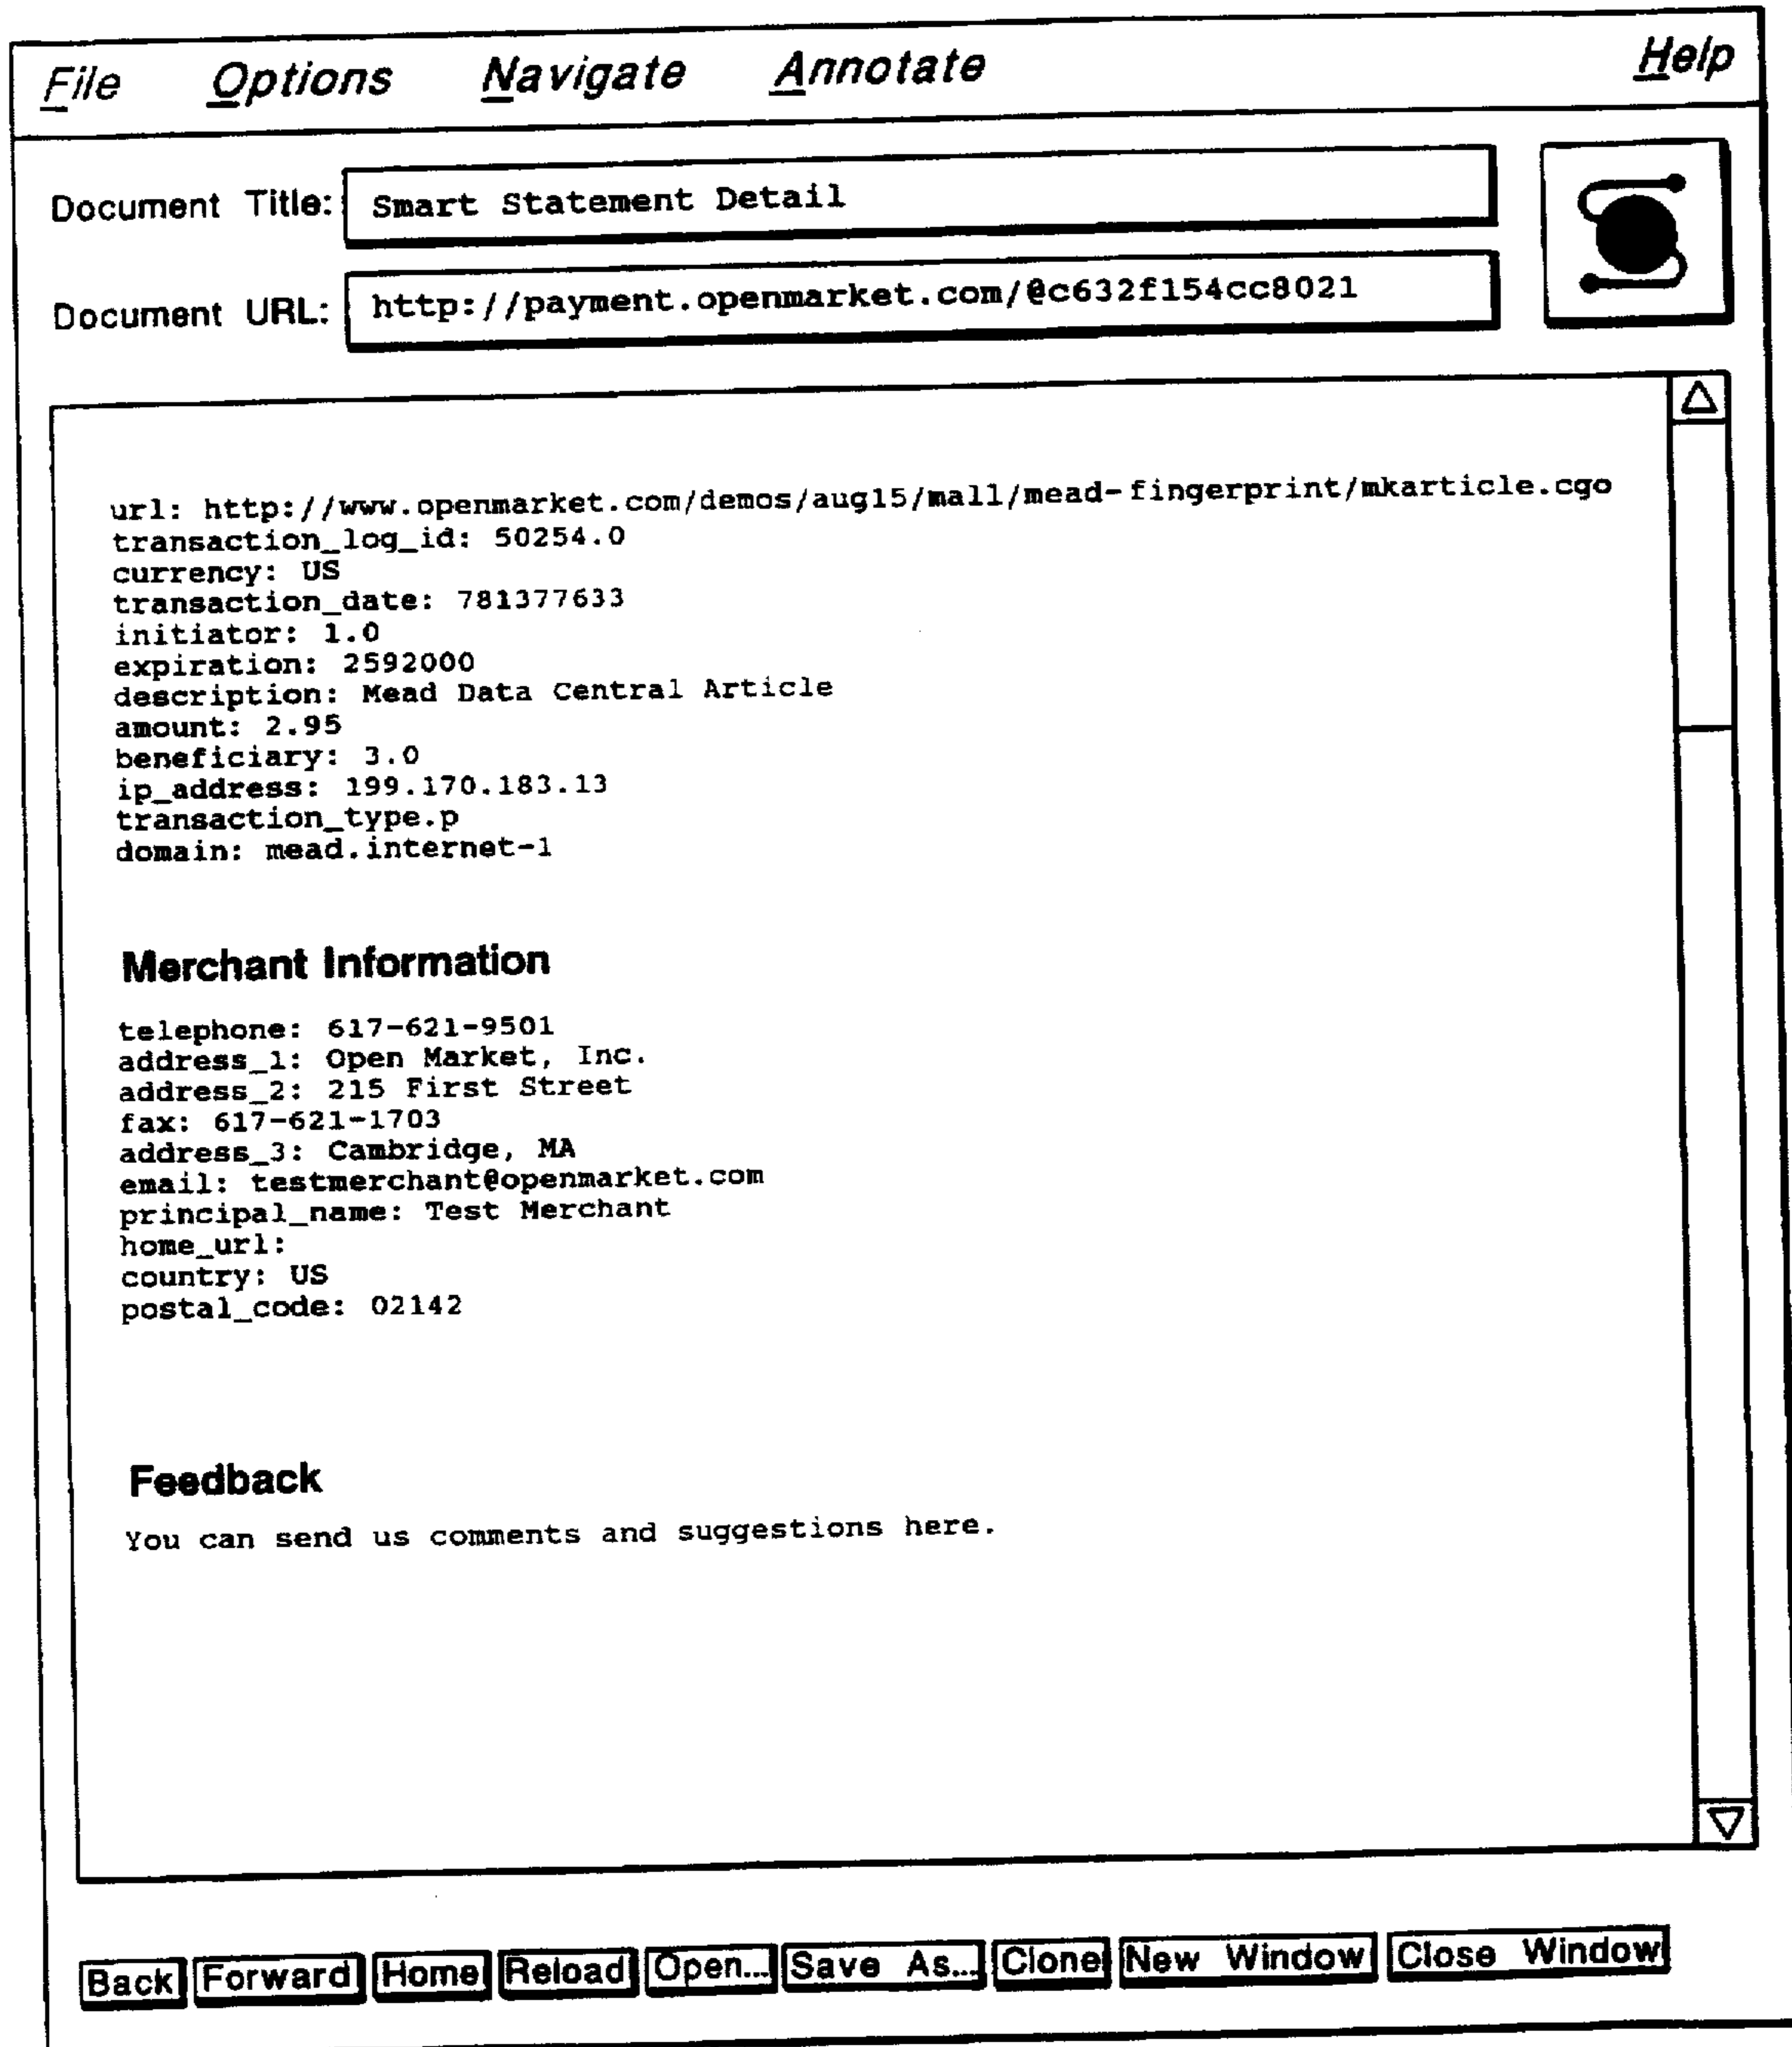 File Options Navigate Annotate Help
Document Title: Smart Statement Detail
Document URL: http://payment.openmarket.com/@c632f154cc8021
url: http://www.openmarket.com/demos/aug15/mall/mead-fingerprint/mkarticle.cgo
transaction_log_id: 50254.0
currency: US
transaction_date: 781377633
initiator: 1.0
expiration: 2592000
description: Mead Data Central Article
amount: 2.95
beneficiary: 3.0
ip_address: 199.170.183.13
transaction_type.p
domain: mead.internet-1
Merchant Information
telephone: 617-621-9501
address_1: Open Market, Inc.
address_2: 215 First Street
fax: 617-621-1703
address_3: Cambridge, MA
email: testmerchant@openmarket.com
principal_name: Test Merchant
home_url:
country: US
postal_code: 02142
Feedback
You can send us comments and suggestions here.
Back Forward Home Reload Open... Save As... Clone New Window Close Window